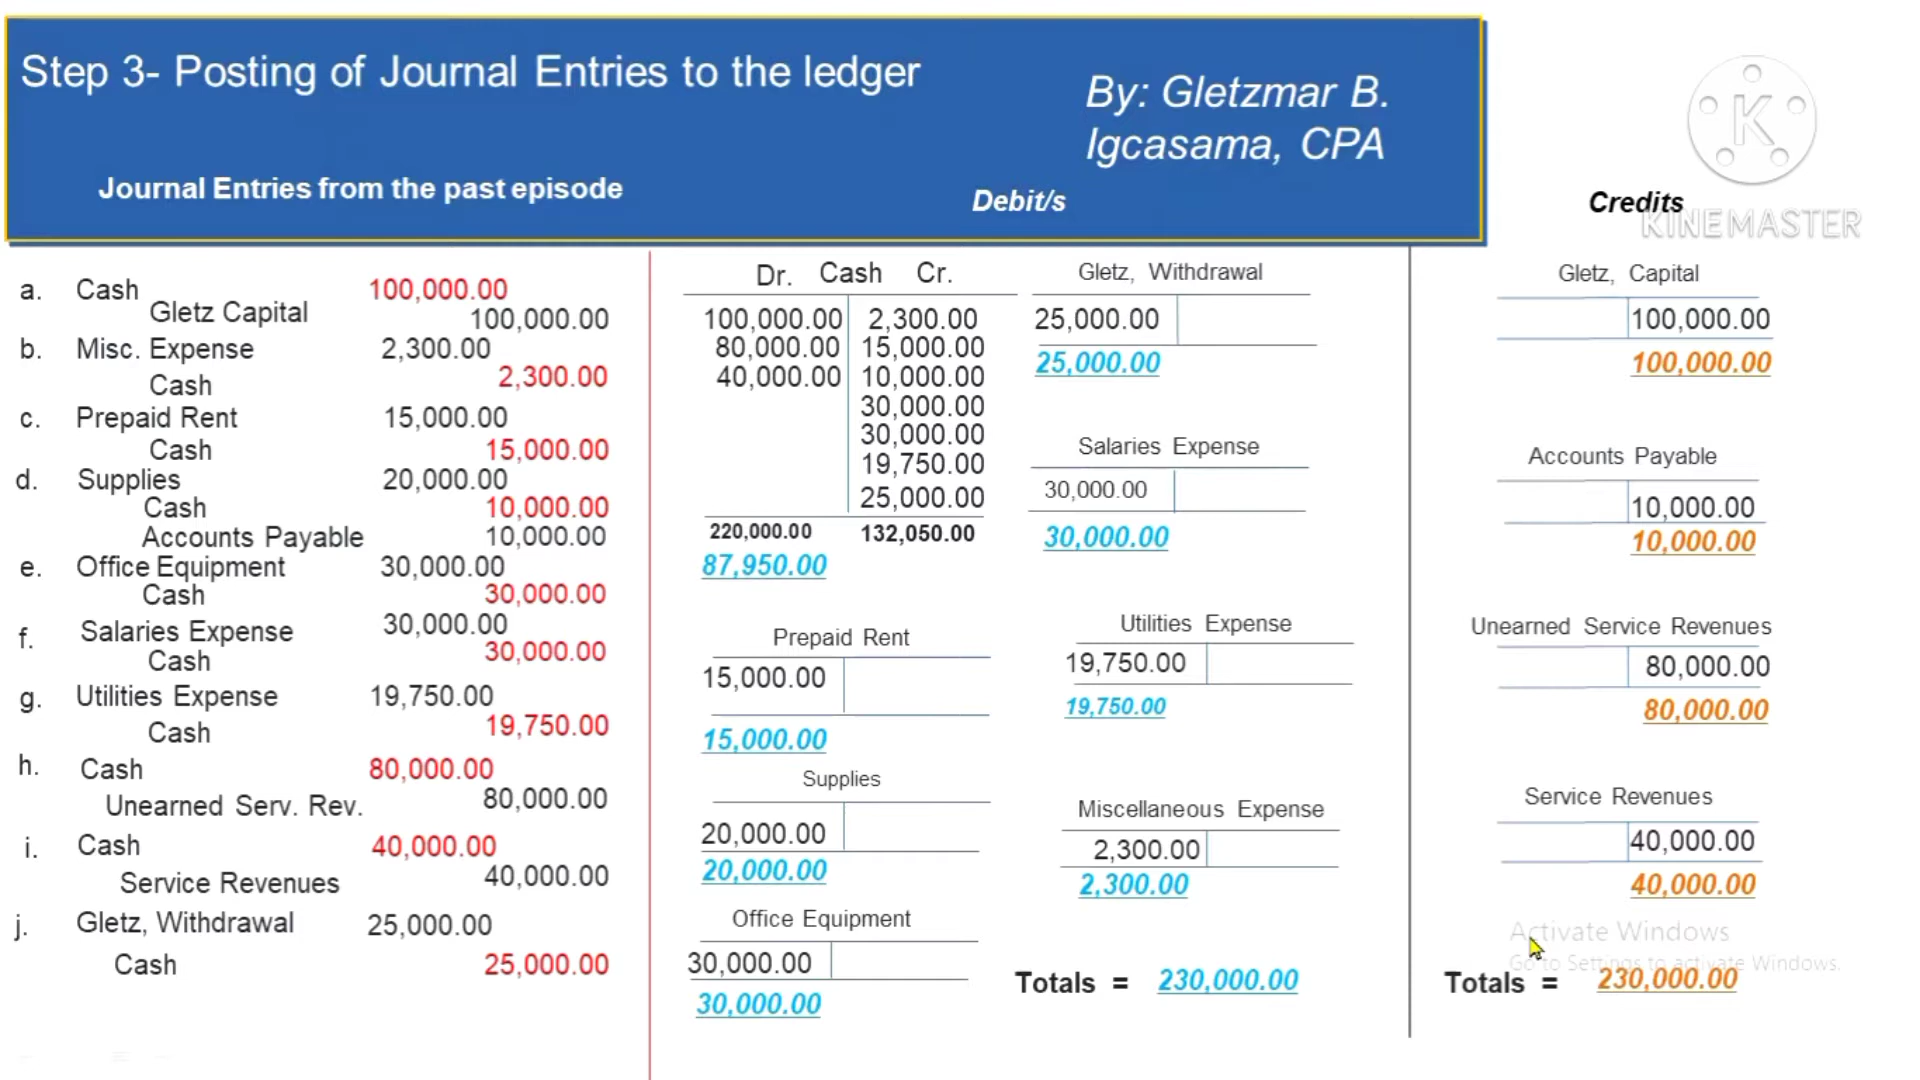 Step 3- Posting of Journal Entries to the ledger
By: Gletzmar B.
Igcasama, CPA
Journal Entries from the past episode
Debit/s
Credits
K
KINEMASTER
a. Cash 100,000.00
Gletz Capital 100,000.00
b. Misc. Expense 2,300.00
Cash 2,300.00
c. Prepaid Rent 15,000.00
Cash 15,000.00
d. Supplies 20,000.00
Cash 10,000.00
Accounts Payable 10,000.00
e. Office Equipment 30,000.00
Cash 30,000.00
f. Salaries Expense 30,000.00
Cash 30,000.00
g. Utilities Expense 19,750.00
Cash 19,750.00
h. Cash 80,000.00
Unearned Serv. Rev. 80,000.00
i. Cash 40,000.00
Service Revenues 40,000.00
j. Gletz, Withdrawal 25,000.00
Cash 25,000.00
Dr. Cash Cr.
100,000.00 2,300.00
80,000.00 15,000.00
40,000.00 10,000.00
30,000.00
30,000.00
19,750.00
25,000.00
220,000.00 132,050.00
87,950.00
Prepaid Rent
15,000.00
15,000.00
Supplies
20,000.00
20,000.00
Office Equipment
30,000.00
30,000.00
Gletz, Withdrawal
25,000.00
25,000.00
Salaries Expense
30,000.00
30,000.00
Utilities Expense
19,750.00
19,750.00
Miscellaneous Expense
2,300.00
2,300.00
Totals = 230,000.00
Gletz, Capital
100,000.00
100,000.00
Accounts Payable
10,000.00
10,000.00
Unearned Service Revenues
80,000.00
80,000.00
Service Revenues
40,000.00
40,000.00
Activate Windows
Go to Settings to activate Windows.
Totals = 230,000.00